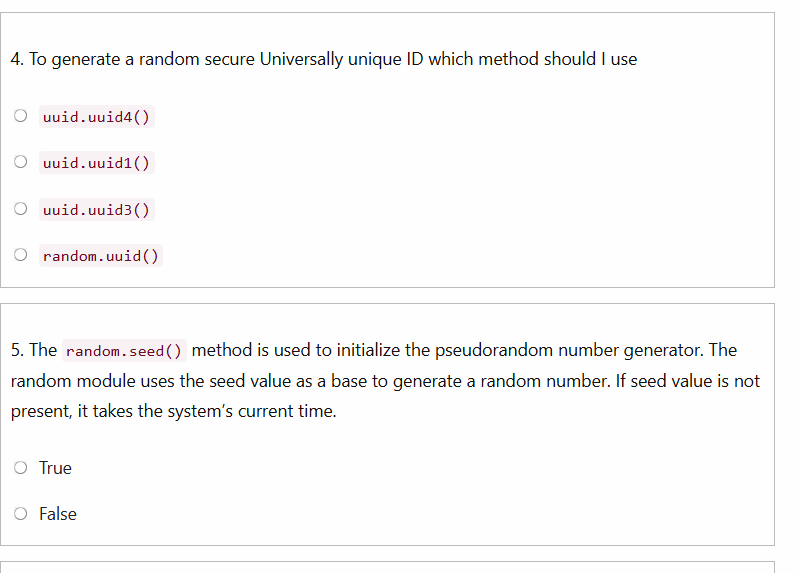 4. To generate a random secure Universally unique ID which method should I use
uuid.uuid4()
uuid.uuid1()
uuid.uuid3()
random.uuid()
5. The random.seed() method is used to initialize the pseudorandom number generator. The
random module uses the seed value as a base to generate a random number. If seed value is not
present, it takes the system’s current time.
True
False